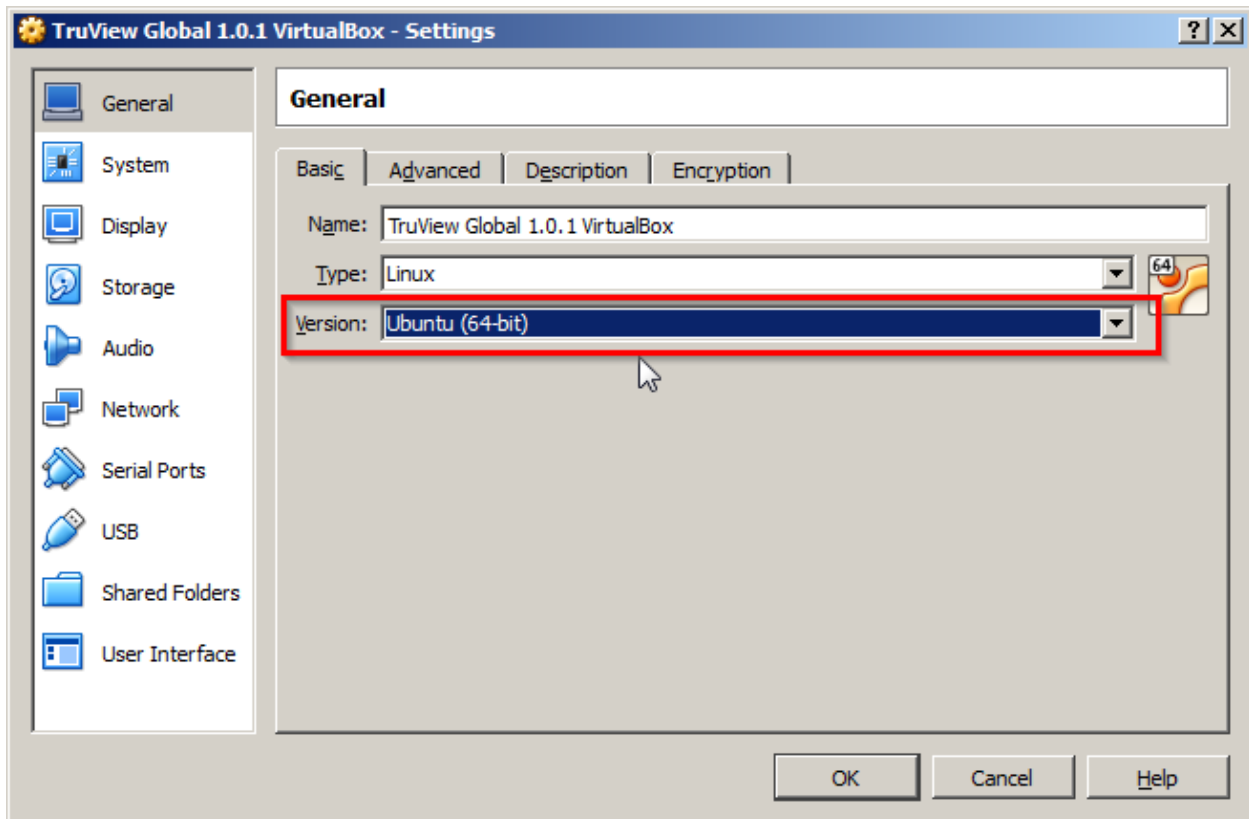 TruView Global 1.0.1 VirtualBox - Settings
General
System
Display
Storage
Audio
Network
Serial Ports
USB
Shared Folders
User Interface
General
Basic
Advanced
Description
Encryption
Name: TruView Global 1.0.1 VirtualBox
Type: Linux
64
Version: Ubuntu (64-bit)
OK
Cancel
Help